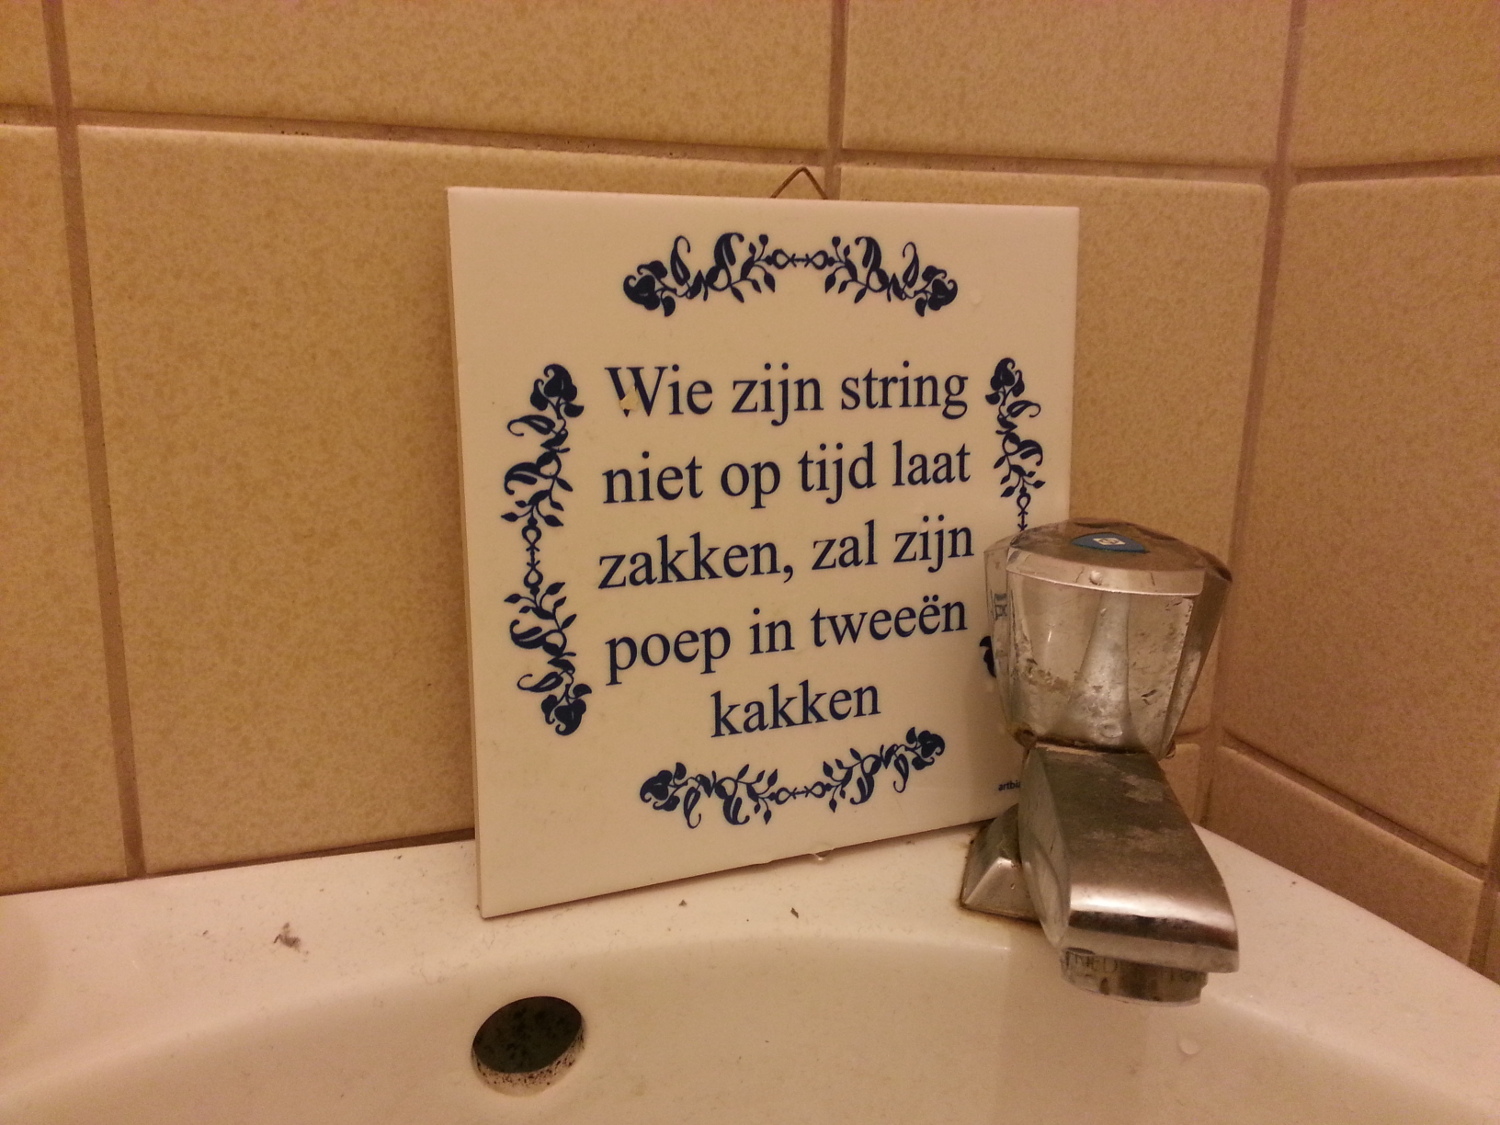 Wie zijn string
niet op tijd laat
zakken, zal zijn
poep in tweeën
kakken